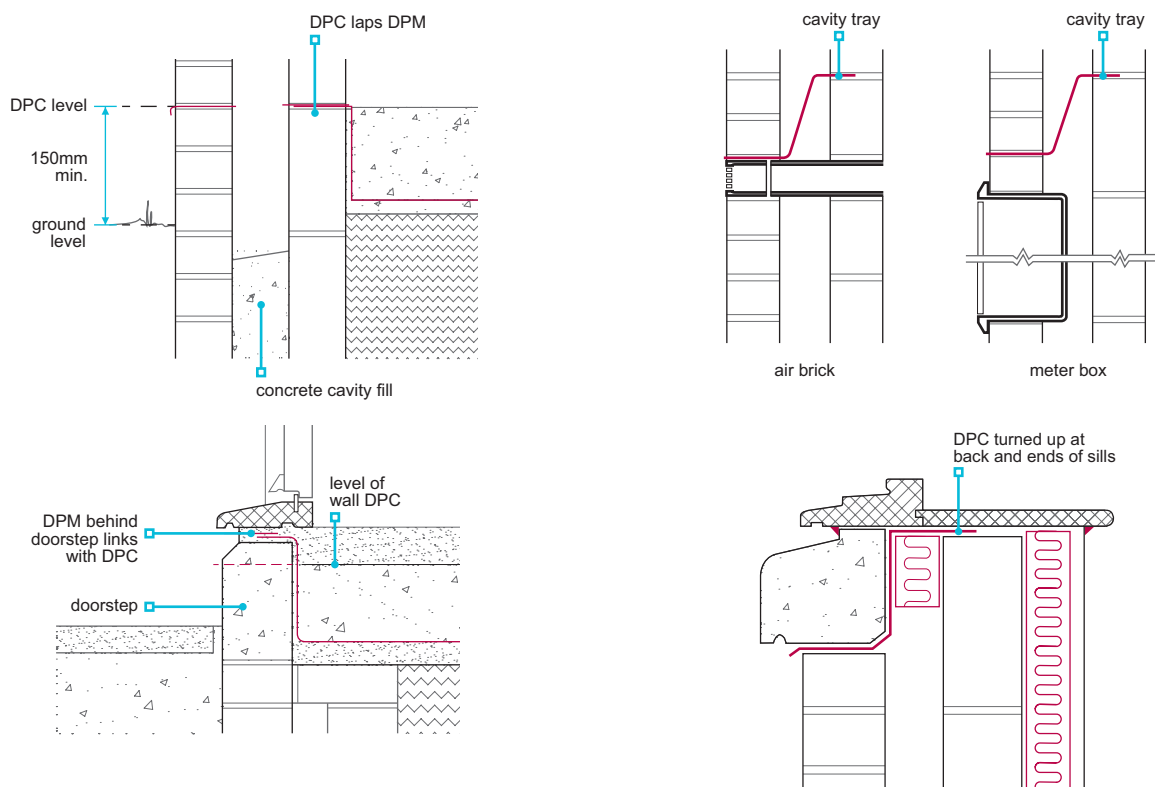 DPC laps DPM
DPC level
150mm
min.
ground
level
concrete cavity fill
cavity tray
cavity tray
air brick
meter box
level of
wall DPC
DPM behind
doorstep links
with DPC
doorstep
DPC turned up at
back and ends of sills